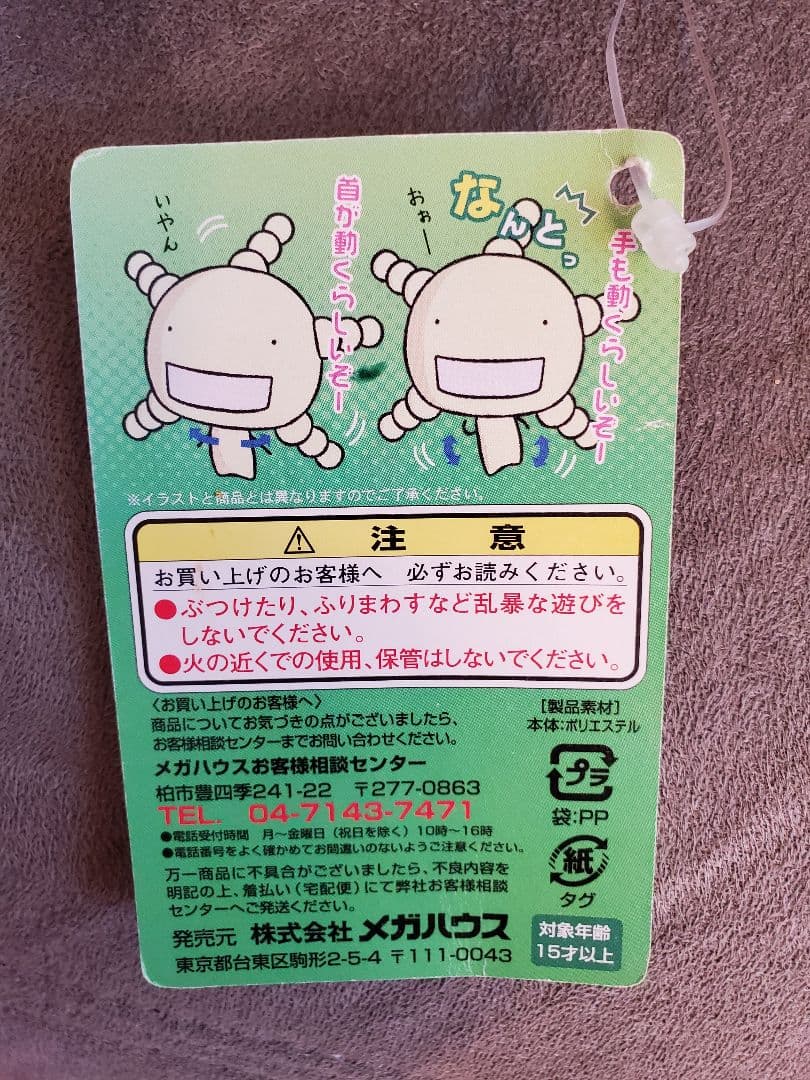 いやん
首が動くらしいぞー
おぉー
なんとっ
手も動くらしいぞー
※イラストと商品とは異なりますのでご了承ください。
注意
お買い上げのお客様へ 必ずお読みください。
●ぶつけたり、ふりまわすなど乱暴な遊びを
しないでください。
●火の近くでの使用、保管はしないでください。
〈お買い上げのお客様へ〉
商品についてお気づきの点がございましたら、
お客様相談センターまでお問い合わせください。
メガハウスお客様相談センター
柏市豊四季241-22 〒277-0863
TEL. 04-7143-7471
●電話受付時間 月～金曜日(祝日を除く)10時～16時
●電話番号をよく確かめてお間違いのないようご注意ください。
万一商品に不具合がございましたら、不良内容を
明記の上、着払い(宅配便)にて弊社お客様相談
センターへご発送ください。
発売元 株式会社メガハウス
東京都台東区駒形2-5-4 〒111-0043
[製品素材]
本体:ポリエステル
プラ
袋:PP
紙
タグ
対象年齢
15才以上